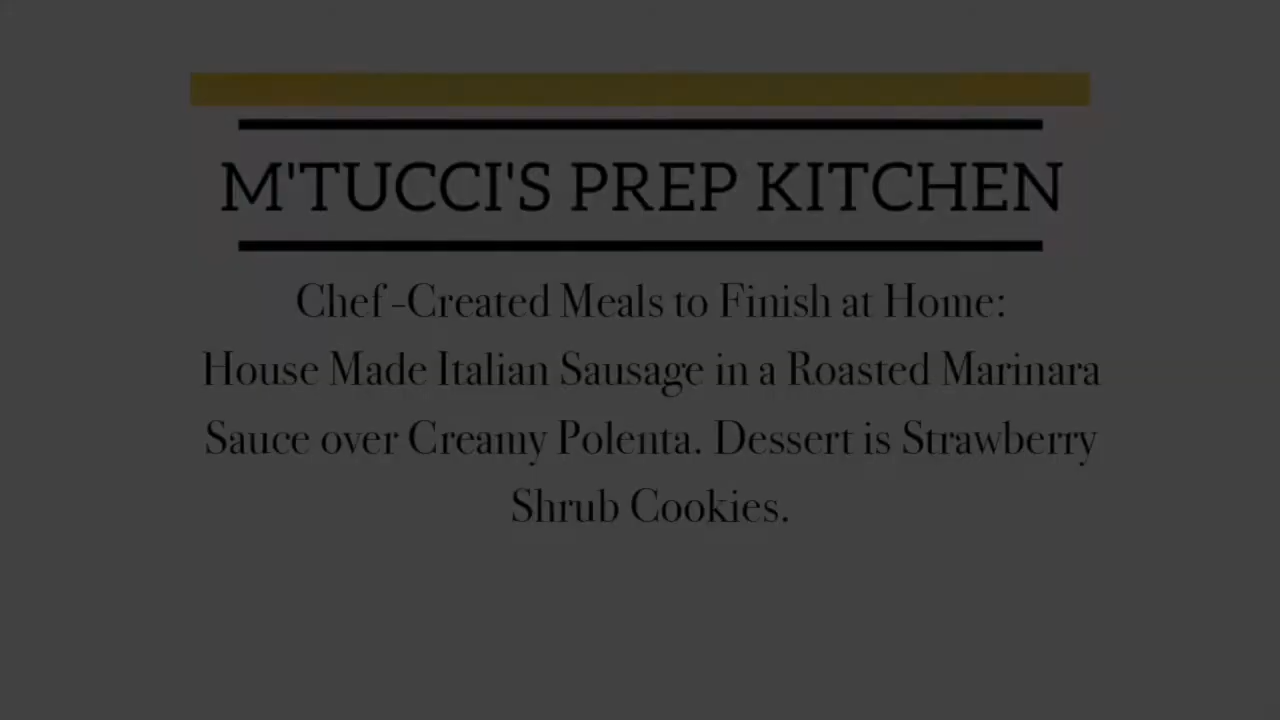 M'TUCCI'S PREP KITCHEN
Chef-Created Meals to Finish at Home:
House Made Italian Sausage in a Roasted Marinara
Sauce over Creamy Polenta. Dessert is Strawberry
Shrub Cookies.